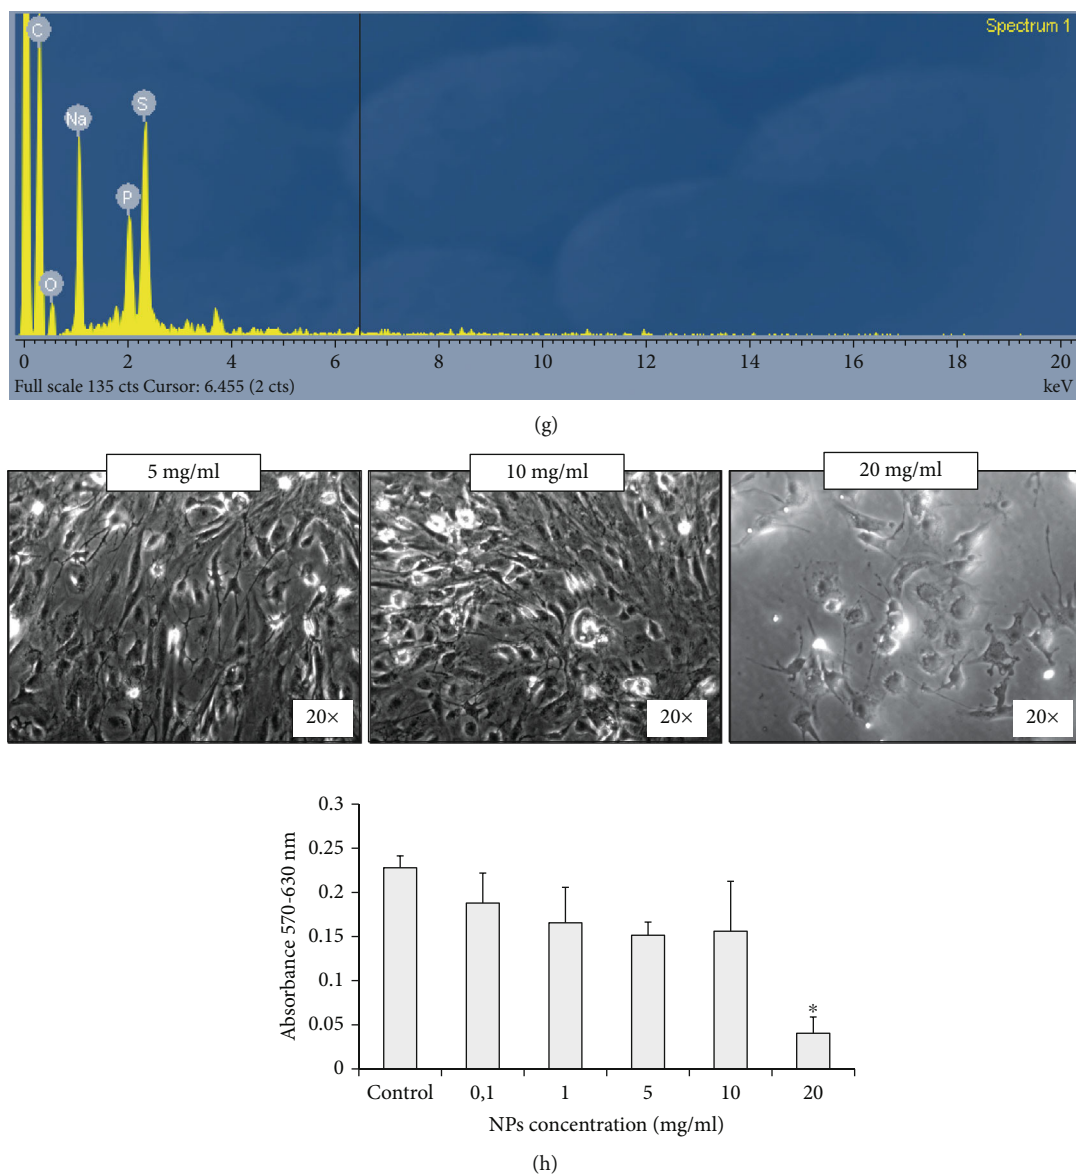 Spectrum 1
C
O
Na
P
S
0 2 4 6 8 10 12 14 16 18 20
Full scale 135 cts Cursor: 6.455 (2 cts) keV
(g)
5 mg/ml 10 mg/ml 20 mg/ml
20× 20× 20×
Absorbance 570-630 nm
0.3
0.25
0.2
0.15
0.1
0.05
0
*
Control 0,1 1 5 10 20
NPs concentration (mg/ml)
(h)